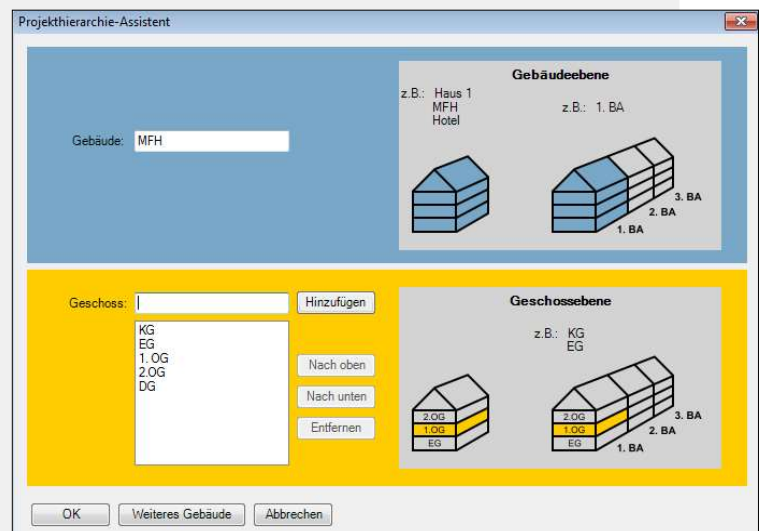 Projekthierarchie-Assistent
Gebäude: MFH
Gebäudeebene
z.B.: Haus 1
MFH
Hotel
z.B.: 1. BA
3. BA
2. BA
1. BA
Geschoss:
Hinzufügen
KG
EG
1. OG
2.OG
DG
Nach oben
Nach unten
Entfernen
Geschossebene
z.B.: KG
EG
2.OG
1.OG
EG
2.OG
1.OG
EG
3. BA
2. BA
1. BA
OK
Weiteres Gebäude
Abbrechen